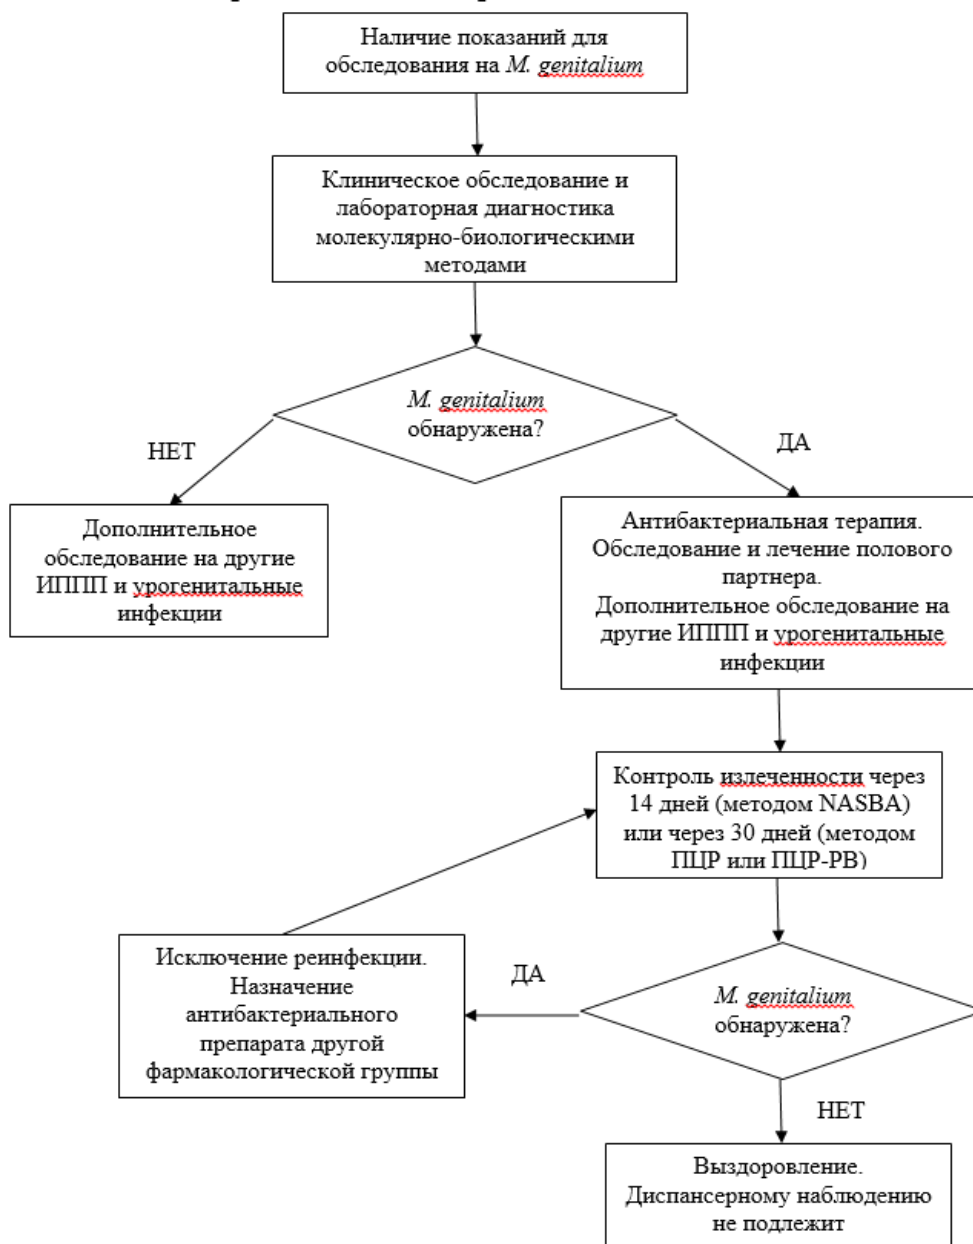 Наличие показаний для
обследования на M. genitalium
Клиническое обследование и
лабораторная диагностика
молекулярно-биологическими
методами
M. genitalium
обнаружена?
НЕТ
ДА
Дополнительное
обследование на другие
ИППП и урогенитальные
инфекции
Антибактериальная терапия.
Обследование и лечение полового
партнера.
Дополнительное обследование на
другие ИППП и урогенитальные
инфекции
Контроль излеченности через
14 дней (методом NASBA)
или через 30 дней (методом
ПЦР или ПЦР-РВ)
M. genitalium
обнаружена?
ДА
Исключение реинфекции.
Назначение
антибактериального
препарата другой
фармакологической группы
НЕТ
Выздоровление.
Диспансерному наблюдению
не подлежит